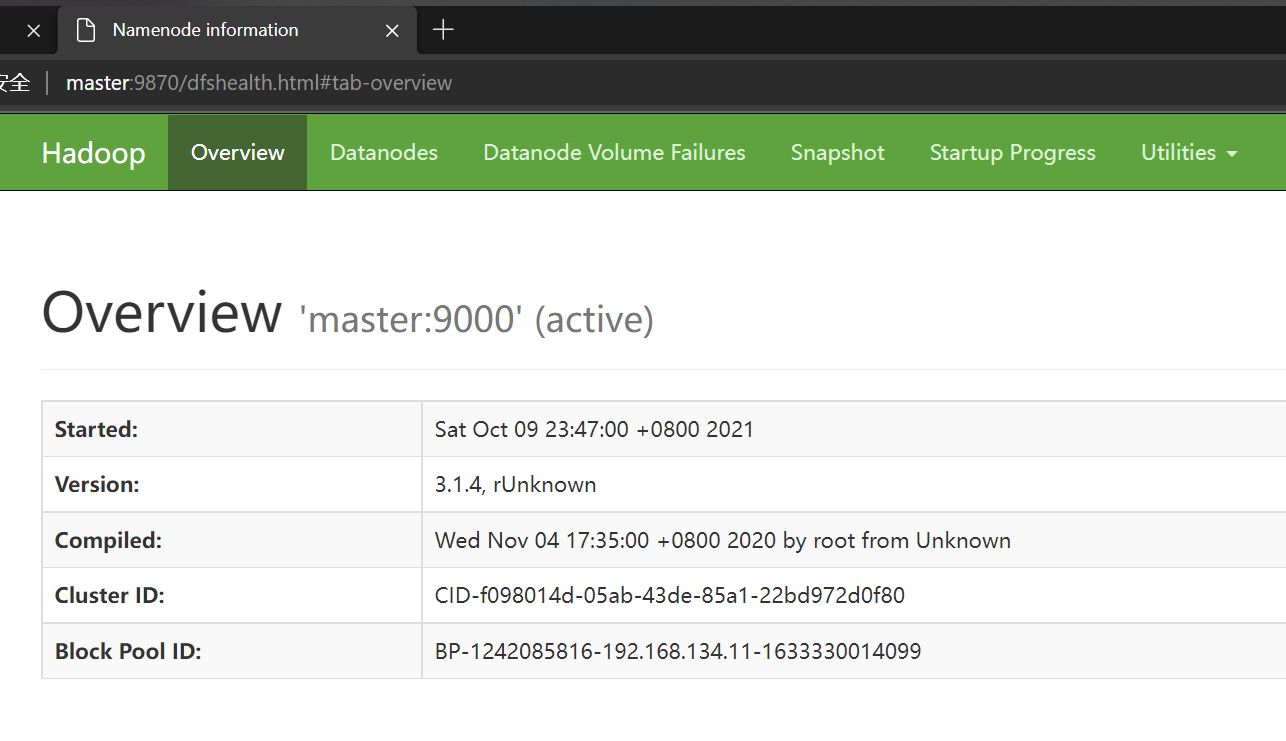 Namenode information
安全 | master:9870/dfshealth.html#tab-overview
Hadoop Overview Datanodes Datanode Volume Failures Snapshot Startup Progress Utilities
Overview 'master:9000' (active)
Started: Sat Oct 09 23:47:00 +0800 2021
Version: 3.1.4, rUnknown
Compiled: Wed Nov 04 17:35:00 +0800 2020 by root from Unknown
Cluster ID: CID-f098014d-05ab-43de-85a1-22bd972d0f80
Block Pool ID: BP-1242085816-192.168.134.11-1633330014099